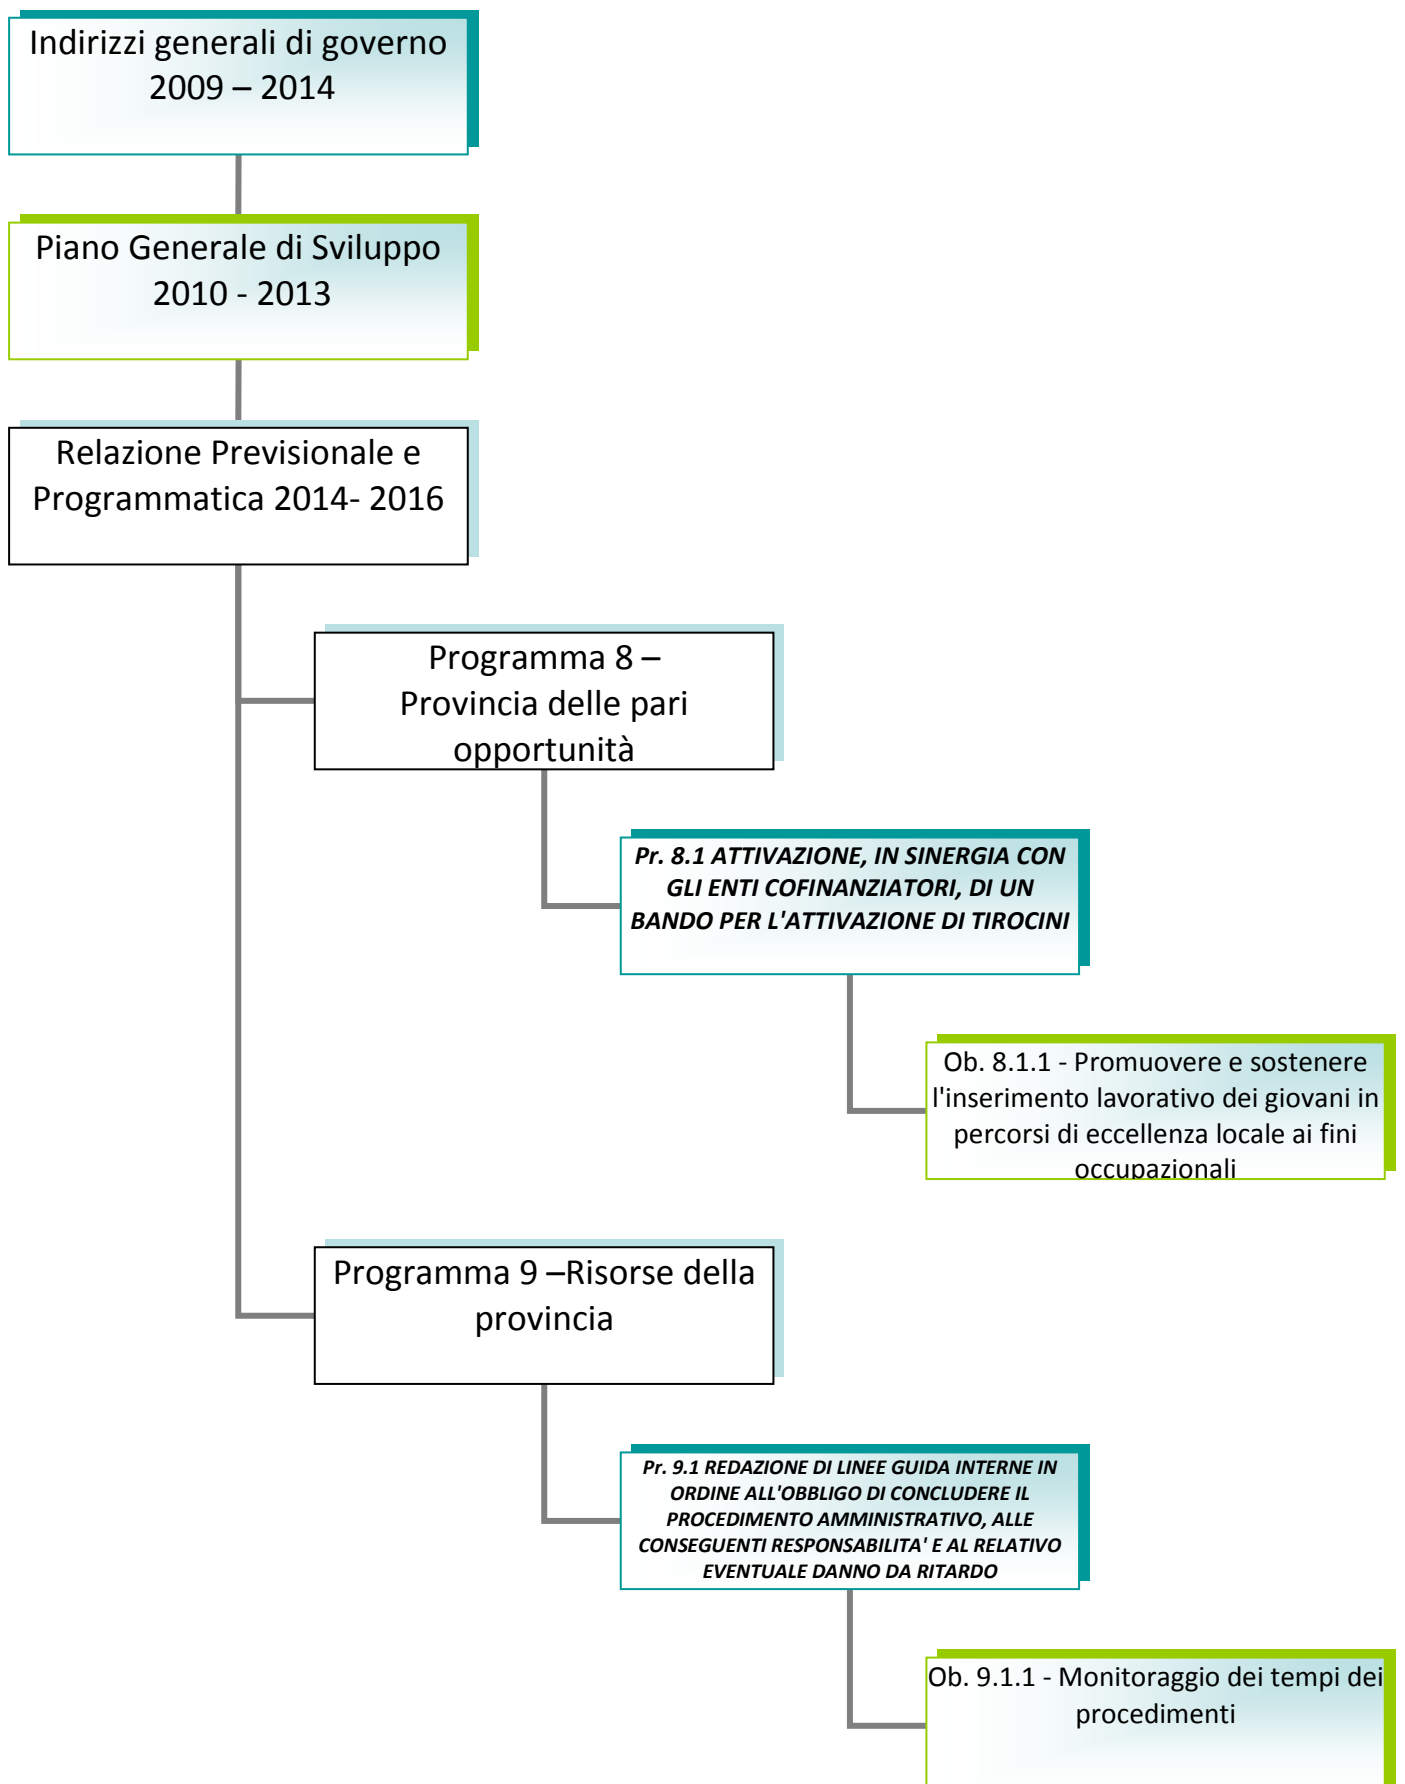 Indirizzi generali di governo
2009 – 2014
Piano Generale di Sviluppo
2010 - 2013
Relazione Previsionale e
Programmatica 2014- 2016
Programma 8 –
Provincia delle pari
opportunità
Pr. 8.1 ATTIVAZIONE, IN SINERGIA CON
GLI ENTI COFINANZIATORI, DI UN
BANDO PER L'ATTIVAZIONE DI TIROCINI
Ob. 8.1.1 - Promuovere e sostenere
l'inserimento lavorativo dei giovani in
percorsi di eccellenza locale ai fini
occupazionali
Programma 9 –Risorse della
provincia
Pr. 9.1 REDAZIONE DI LINEE GUIDA INTERNE IN
ORDINE ALL'OBBLIGO DI CONCLUDERE IL
PROCEDIMENTO AMMINISTRATIVO, ALLE
CONSEGUENTI RESPONSABILITA' E AL RELATIVO
EVENTUALE DANNO DA RITARDO
Ob. 9.1.1 - Monitoraggio dei tempi dei
procedimenti